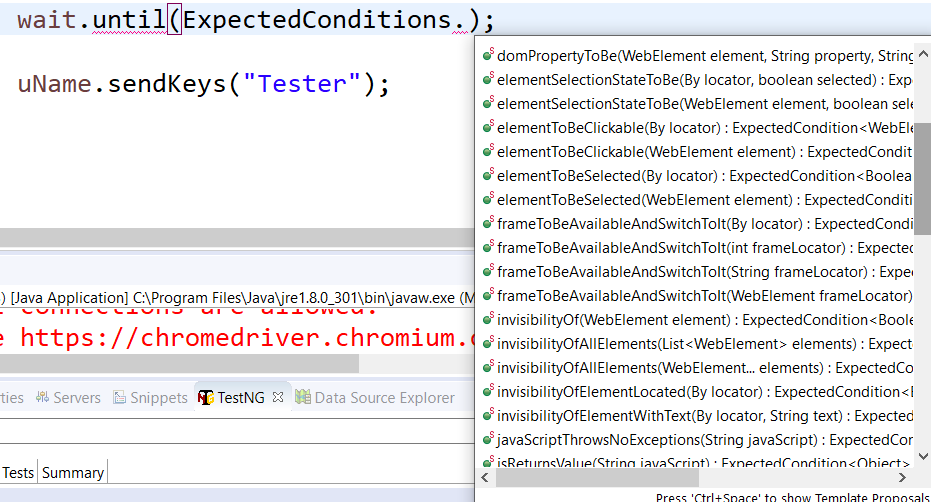 wait.until(ExpectedConditions.);
uName.sendKeys("Tester");
domPropertyToBe(WebElement element, String property, String
elementSelectionStateToBe(By locator, boolean selected) : Exp
elementSelectionStateToBe(WebElement element, boolean sele
elementToBeClickable(By locator) : ExpectedCondition<WebEle
elementToBeClickable(WebElement element) : ExpectedCondit
elementToBeSelected(By locator) : ExpectedCondition<Boolea
elementToBeSelected(WebElement element) : ExpectedConditi
frameToBeAvailableAndSwitchToIt(By locator) : ExpectedCondi
frameToBeAvailableAndSwitchToIt(int frameLocator) : Expected
frameToBeAvailableAndSwitchToIt(String frameLocator) : Expec
frameToBeAvailableAndSwitchToIt(WebElement frameLocator)
invisibilityOf(WebElement element) : ExpectedCondition<Boole
invisibilityOfAllElements(List<WebElement> elements) : Expect
invisibilityOfAllElements(WebElement... elements) : ExpectedCo
invisibilityOfElementLocated(By locator) : ExpectedCondition<B
invisibilityOfElementWithText(By locator, String text) : Expected
javaScriptThrowsNoExceptions(String javaScript) : ExpectedCor
jsReturnsValue(String javaScript) : ExpectedCondition<Object>
Press 'Ctrl+Space' to show Template Proposals
) [Java Application] C:\Program Files\Java\jre1.8.0_301\bin\javaw.exe (M
connections are allowed.
e https://chromedriver.chromium.
ties Servers Snippets TestNG Data Source Explorer
Tests Summary